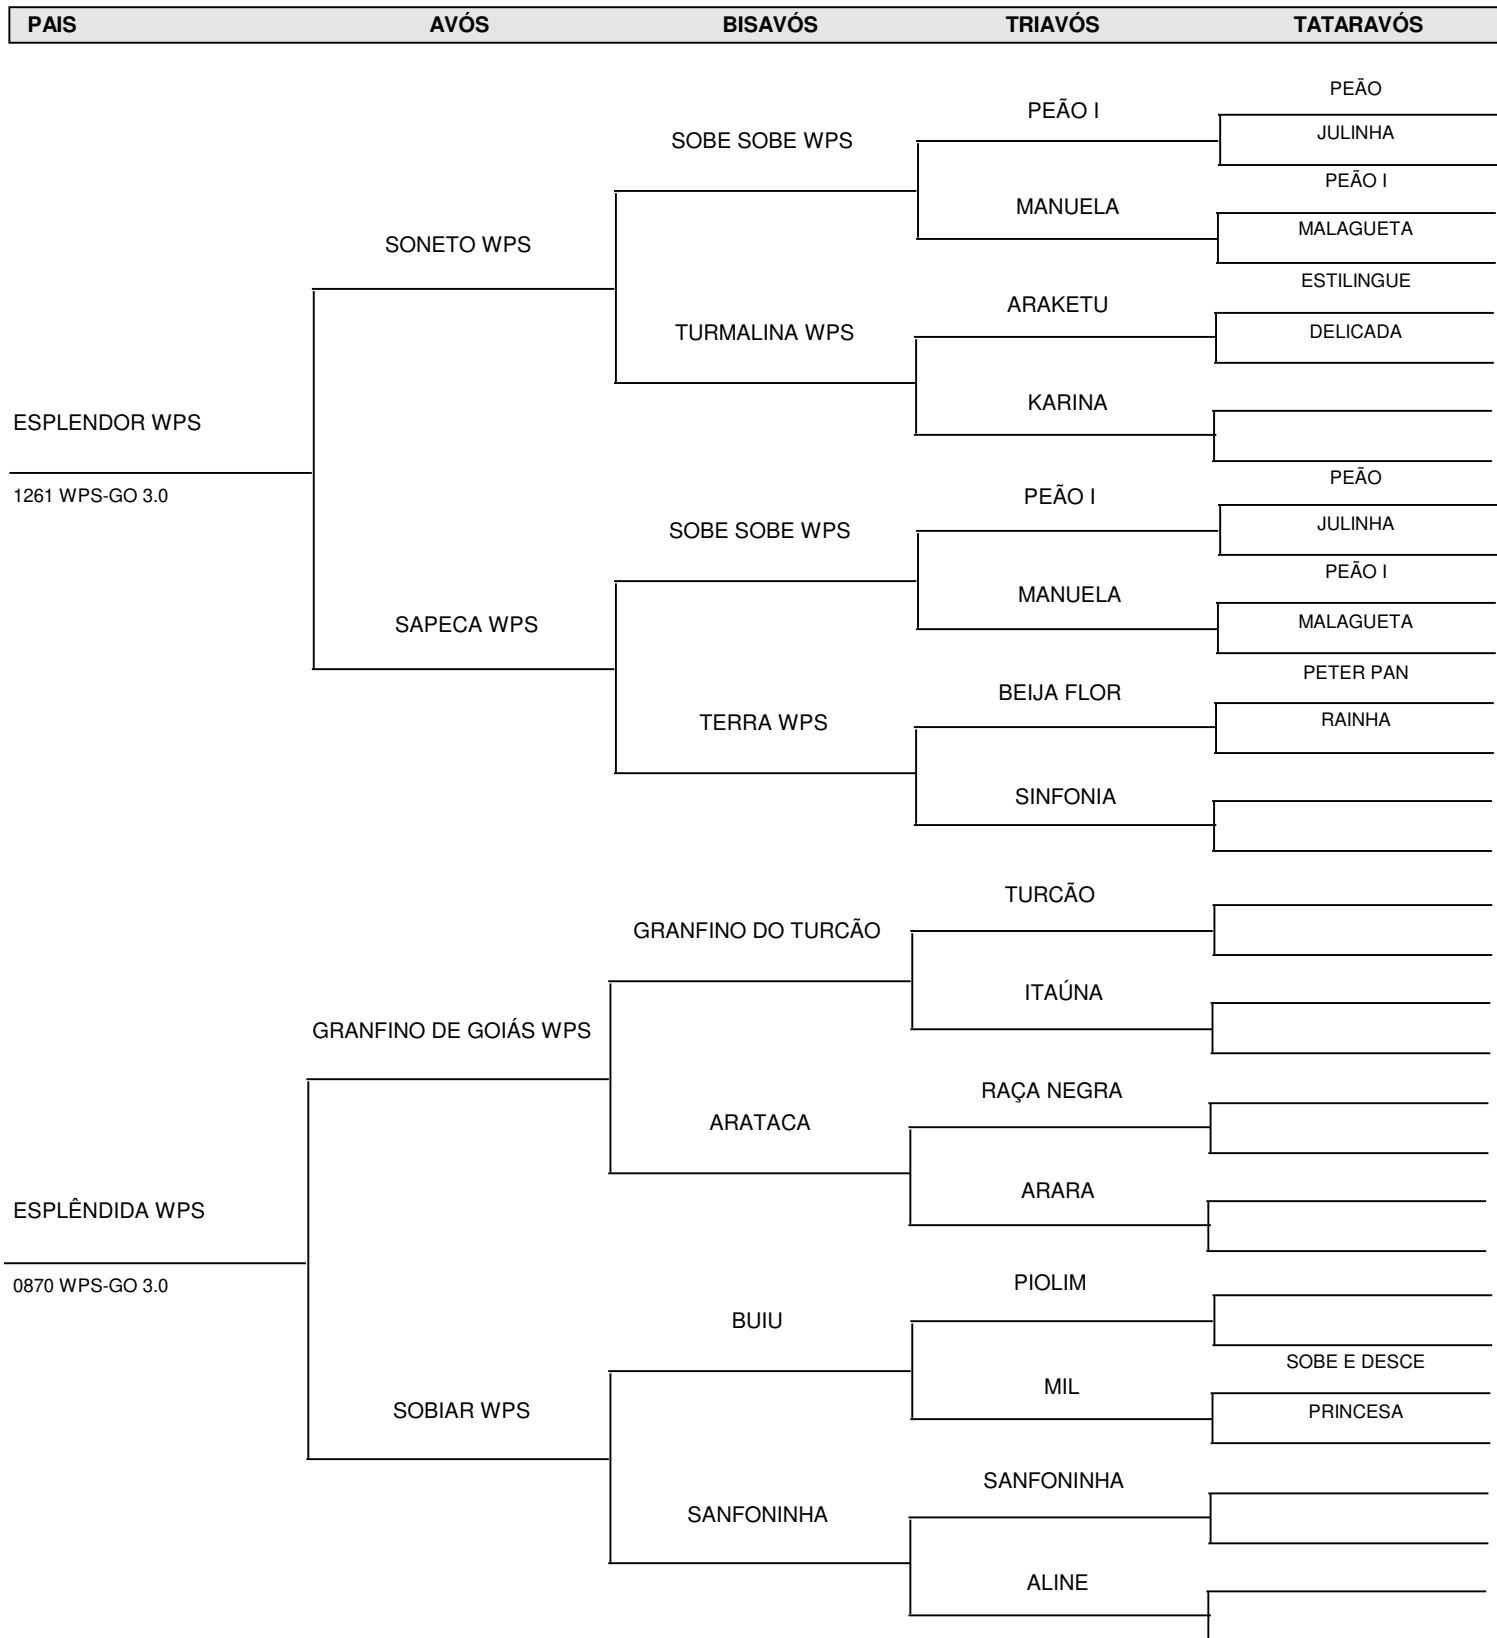 PAIS AVÓS BISAVÓS TRIAVÓS TATARAVÓS
PEÃO
PEÃO I
JULINHA
SOBE SOBE WPS
PEÃO I
MANUELA
MALAGUETA
SONETO WPS
ESTILINGUE
ARAKETU
TURMALINA WPS
DELICADA
KARINA
ESPLENDOR WPS
PEÃO
1261 WPS-GO 3.0
PEÃO I
JULINHA
SOBE SOBE WPS
PEÃO I
MANUELA
MALAGUETA
SAPECA WPS
PETER PAN
BEIJA FLOR
RAINHA
TERRA WPS
SINFONIA
TURCÃO
GRANFINO DO TURCÃO
ITAÚNA
GRANFINO DE GOIÁS WPS
RAÇA NEGRA
ARATACA
ARARA
ESPLÊNDIDA WPS
0870 WPS-GO 3.0
PIOLIM
BUIU
SOBE E DESCE
MIL
SOBIAR WPS
PRINCESA
SANFONINHA
SANFONINHA
ALINE